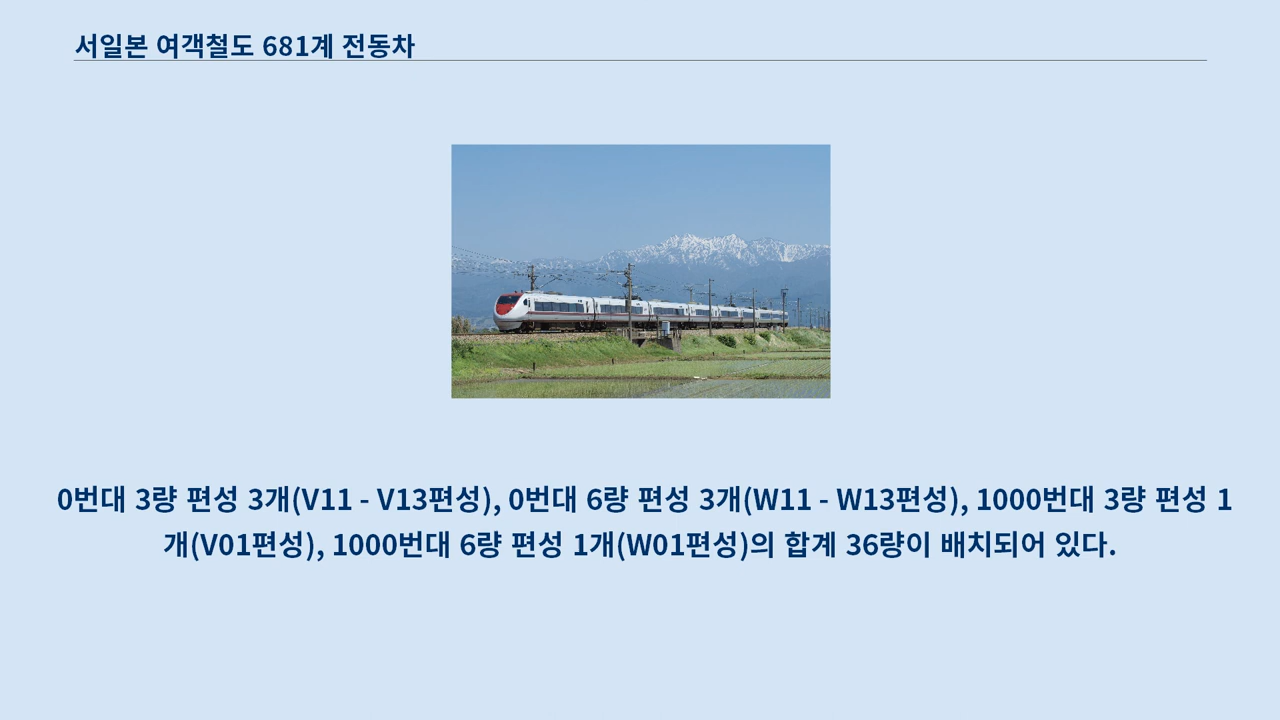 서일본 여객철도 681계 전동차
0번대 3량 편성 3개(V11 - V13편성), 0번대 6량 편성 3개(W11 - W13편성), 1000번대 3량 편성 1
개(V01편성), 1000번대 6량 편성 1개(W01편성)의 합계 36량이 배치되어 있다.